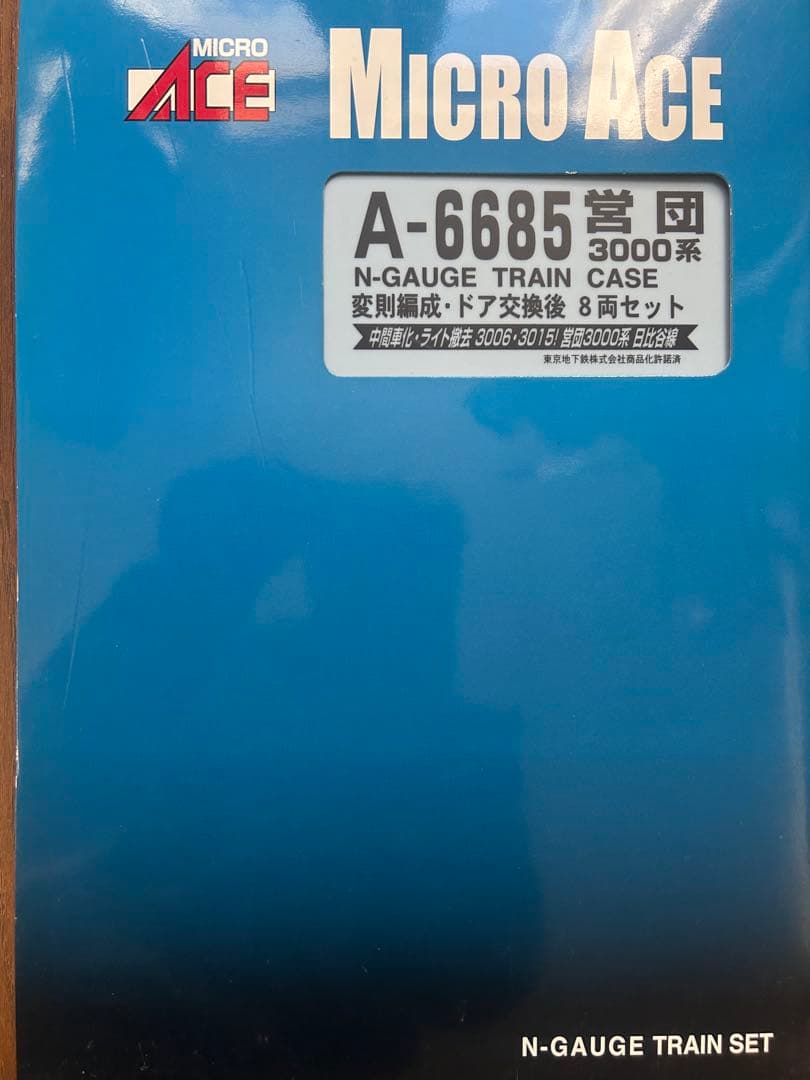 MICRO
ACE
MICRO ACE
A-6685 営団
3000系
N-GAUGE TRAIN CASE
変則編成・ドア交換後 8両セット
中間車化・ライト撤去 3006・3015! 営団3000系 日比谷線
東京地下鉄株式会社商品化許諾済
N-GAUGE TRAIN SET